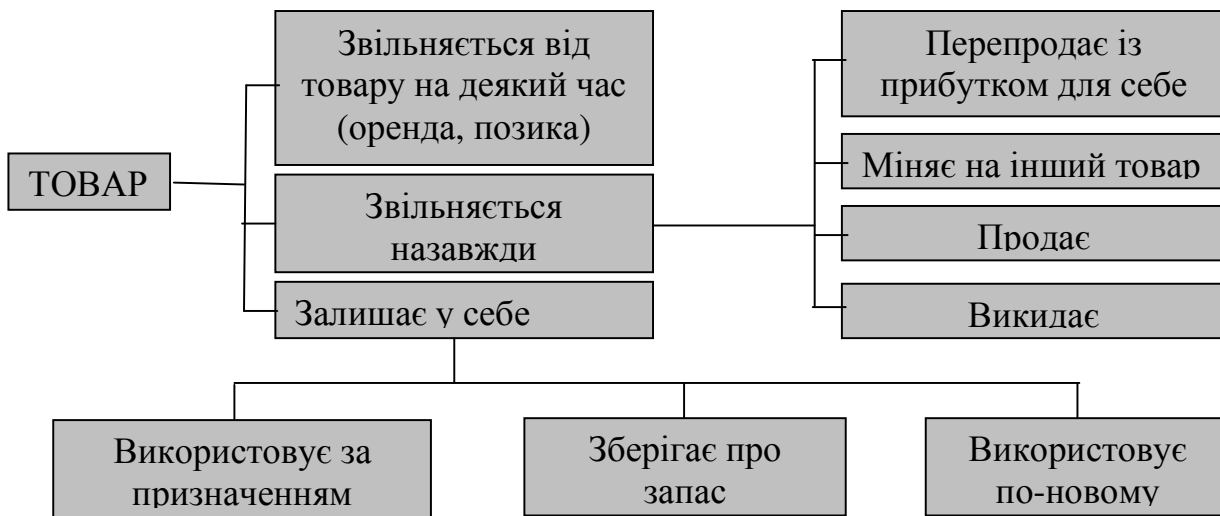 ТОВАР
Звільняється від
товару на деякий час
(оренда, позика)
Звільняється
назавжди
Залишає у себе
Перепродає із
прибутком для себе
Міняє на інший товар
Продає
Викидає
Використовує за
призначенням
Зберігає про
запас
Використовує
по-новому